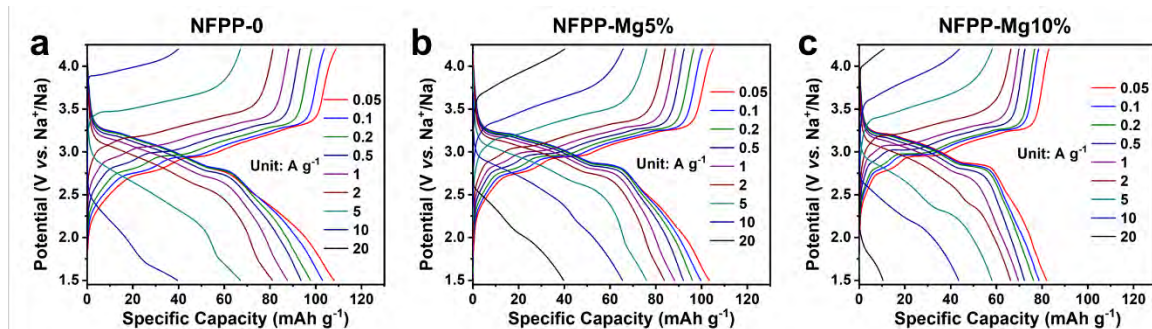 NFPP-0
NFPP-Mg5%
NFPP-Mg10%
a
4.0
3.5
3.0
2.5
2.0
1.5
Potential (V vs. Na⁺/Na)
0.05
0.1
0.2
0.5
1
2
5
10
20
Unit: A g⁻¹
0 20 40 60 80 100 120
Specific Capacity (mAh g⁻¹)
b
4.0
3.5
3.0
2.5
2.0
1.5
Potential (V vs. Na⁺/Na)
0.05
0.1
0.2
0.5
1
2
5
10
20
Unit: A g⁻¹
0 20 40 60 80 100 120
Specific Capacity (mAh g⁻¹)
c
4.0
3.5
3.0
2.5
2.0
1.5
Potential (V vs. Na⁺/Na)
0.05
0.1
0.2
0.5
1
2
5
10
20
Unit: A g⁻¹
0 20 40 60 80 100 120
Specific Capacity (mAh g⁻¹)